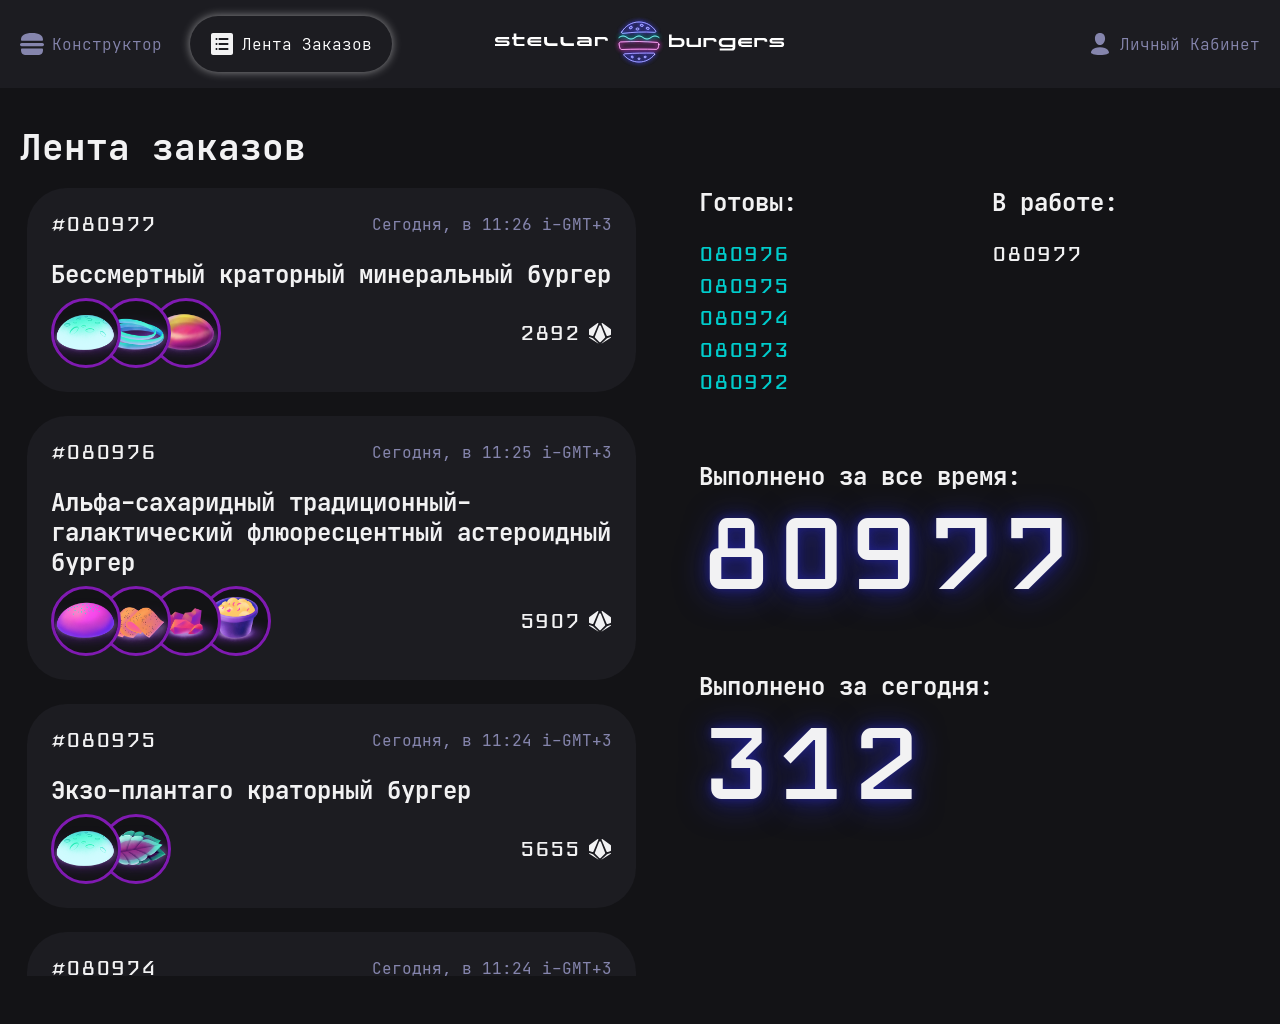 Конструктор
Лента Заказов
stellar burgers
Личный Кабинет
Лента заказов
#080977
Сегодня, в 11:26 i-GMT+3
Бессмертный краторный минеральный бургер
2892
#080976
Сегодня, в 11:25 i-GMT+3
Альфа-сахаридный традиционный-
галактический флюоресцентный астероидный
бургер
5907
#080975
Сегодня, в 11:24 i-GMT+3
Экзо-плантаго краторный бургер
5655
#080974
Сегодня, в 11:24 i-GMT+3
Готовы:
080976
080975
080974
080973
080972
В работе:
080977
Выполнено за все время:
80977
Выполнено за сегодня:
312